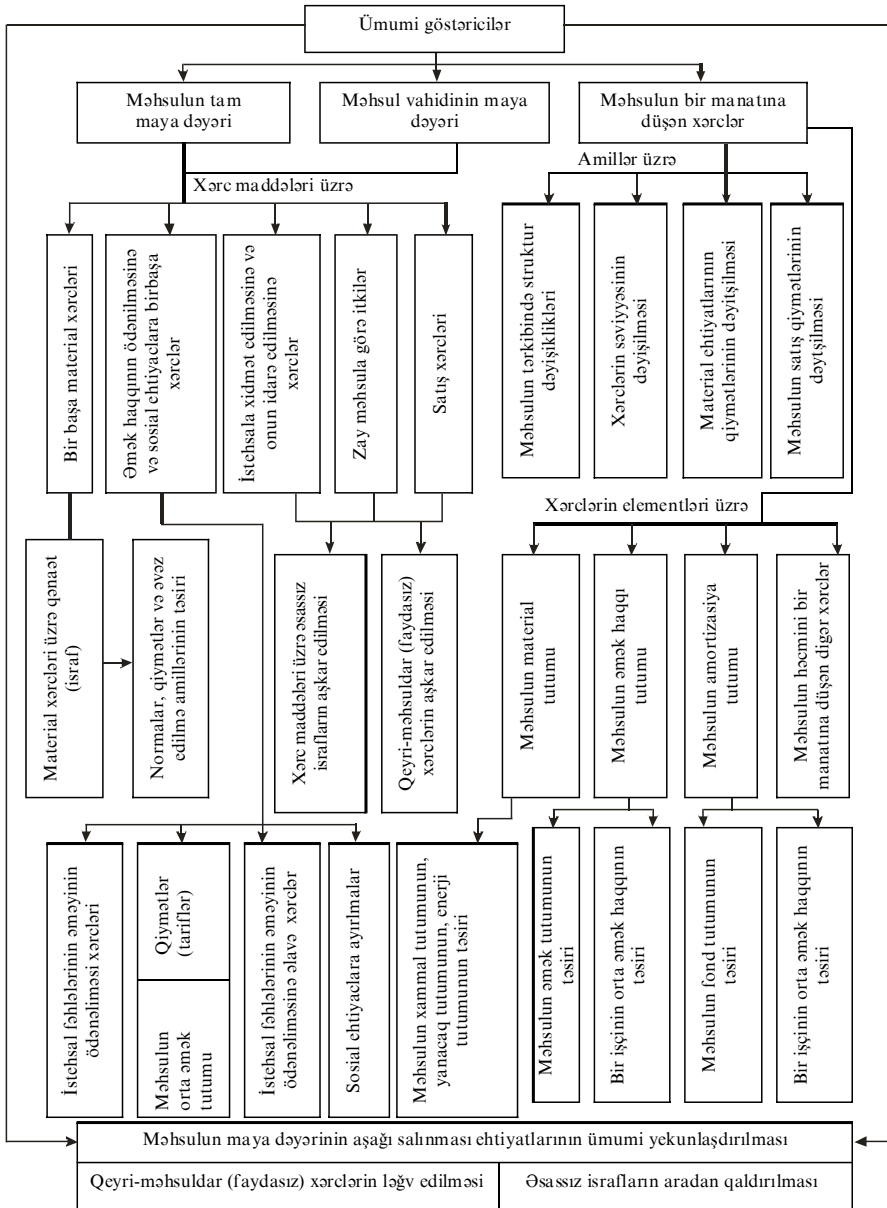 Ümumi göstəricilər
Məhsulun tam
maya dəyəri
Məhsul vahidinin maya
dəyəri
Məhsulun bir manatına
düşən xərclər
Xərc maddələri üzrə
Amillər üzrə
Bir başa material xərcləri
Əmək haqqının ödənilməsinə
və sosial ehtiyaclara birbaşa
xərclər
İstehsala xidmət edilməsinə və
onun idarə edilməsinə
xərclər
Zay məhsula görə itkilər
Satış xərcləri
Məhsulun tərkibində struktur
dəyişiklikləri
Xərclərin səviyyəsinin
dəyişilməsi
Material ehtiyatlarının
qiymətlərinin dəyitşilməsi
Məhsulun satış qiymətlərinin
dəytşilməsi
Xərclərin elementləri üzrə
Material xərcləri üzrə qənaət
(israf)
Normalar, qiymətlər və əvəz
edilmə amillərinin təsiri
Xərc maddələri üzrə əsassız
israfların aşkar edilməsi
Qeyri-məhsuldar (faydasız)
xərclərin aşkar edilməsi
Məhsulun material
tutumu
Məhsulun əmək haqqı
tutumu
Məhsulun amortizasiya
tutumu
Məhsulun həcmini bir
manatına düşən digər xərclər
İstehsal fəhlələrinin əməyinin
ödənəlİməsi xərcləri
Qiymətlər
(tariflər)
Məhsulun
orta əmək
tutumu
İstehsal fəhlələrinin əməyinin
ödənəliməsinə əlavə xərclər
Sosial ehtiyaclara ayırılmalar
Məhsulun xammal tutumunun,
yanacaq tutumunun, enerji
tutumunun təsiri
Məhsulun əmək tutumunun
təsiri
Bir işçinin orta əmək haqqının
təsiri
Məhsulun fond tutumunun
təsiri
Bir işçinin orta əmək haqqının
təsiri
Məhsulun maya dəyərinin aşağı salınması ehtiyatlarının ümumi yekunlaşdırılması
Qeyri-məhsuldar (faydasız) xərclərin ləğv edilməsi
Əsassız israfların aradan qaldırılması